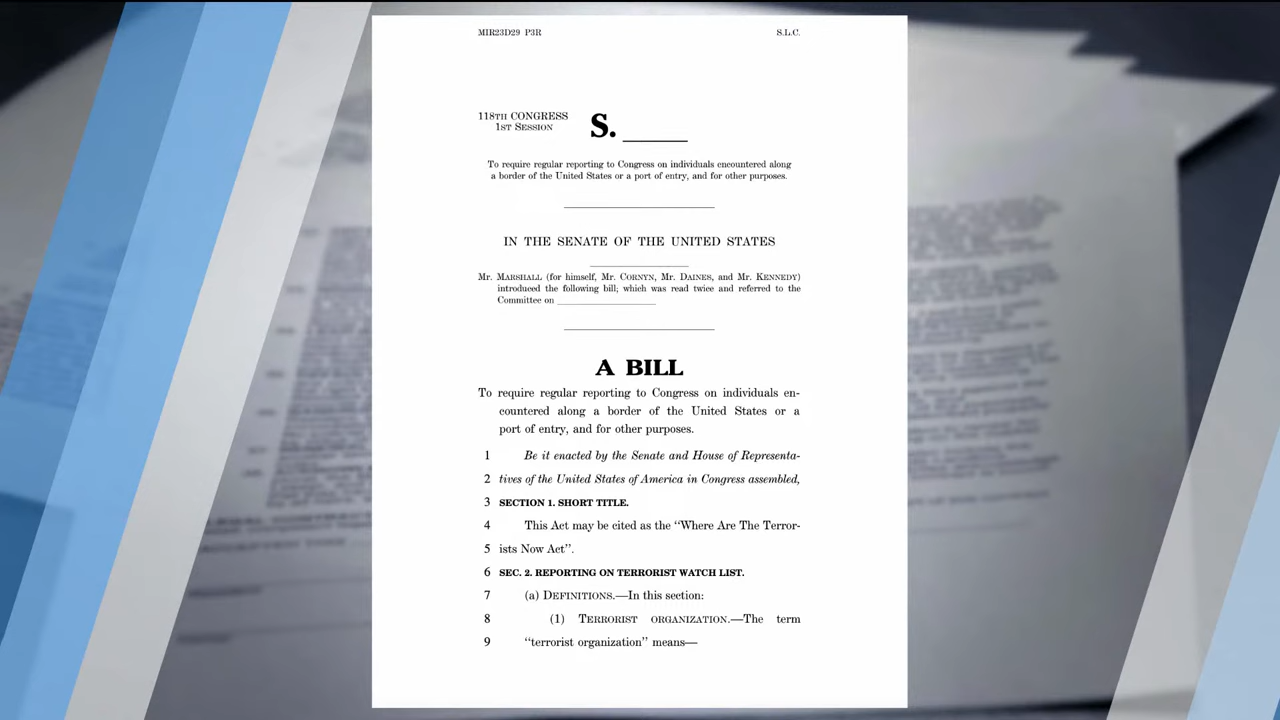 MIR23D29 P3R S.L.C.
118TH CONGRESS
1ST SESSION
S. ______
To require regular reporting to Congress on individuals encountered along
a border of the United States or a port of entry, and for other purposes.
IN THE SENATE OF THE UNITED STATES
Mr. MARSHALL (for himself, Mr. CORNYN, Mr. DAINES, and Mr. KENNEDY)
introduced the following bill; which was read twice and referred to the
Committee on ______________
A BILL
To require regular reporting to Congress on individuals en-
countered along a border of the United States or a
port of entry, and for other purposes.
1 Be it enacted by the Senate and House of Representa-
2 tives of the United States of America in Congress assembled,
3 SECTION 1. SHORT TITLE.
4 This Act may be cited as the ‘‘Where Are The Terror-
5 ists Now Act’’.
6 SEC. 2. REPORTING ON TERRORIST WATCH LIST.
7 (a) DEFINITIONS.—In this section:
8 (1) TERRORIST ORGANIZATION.—The term
9 ‘‘terrorist organization’’ means—